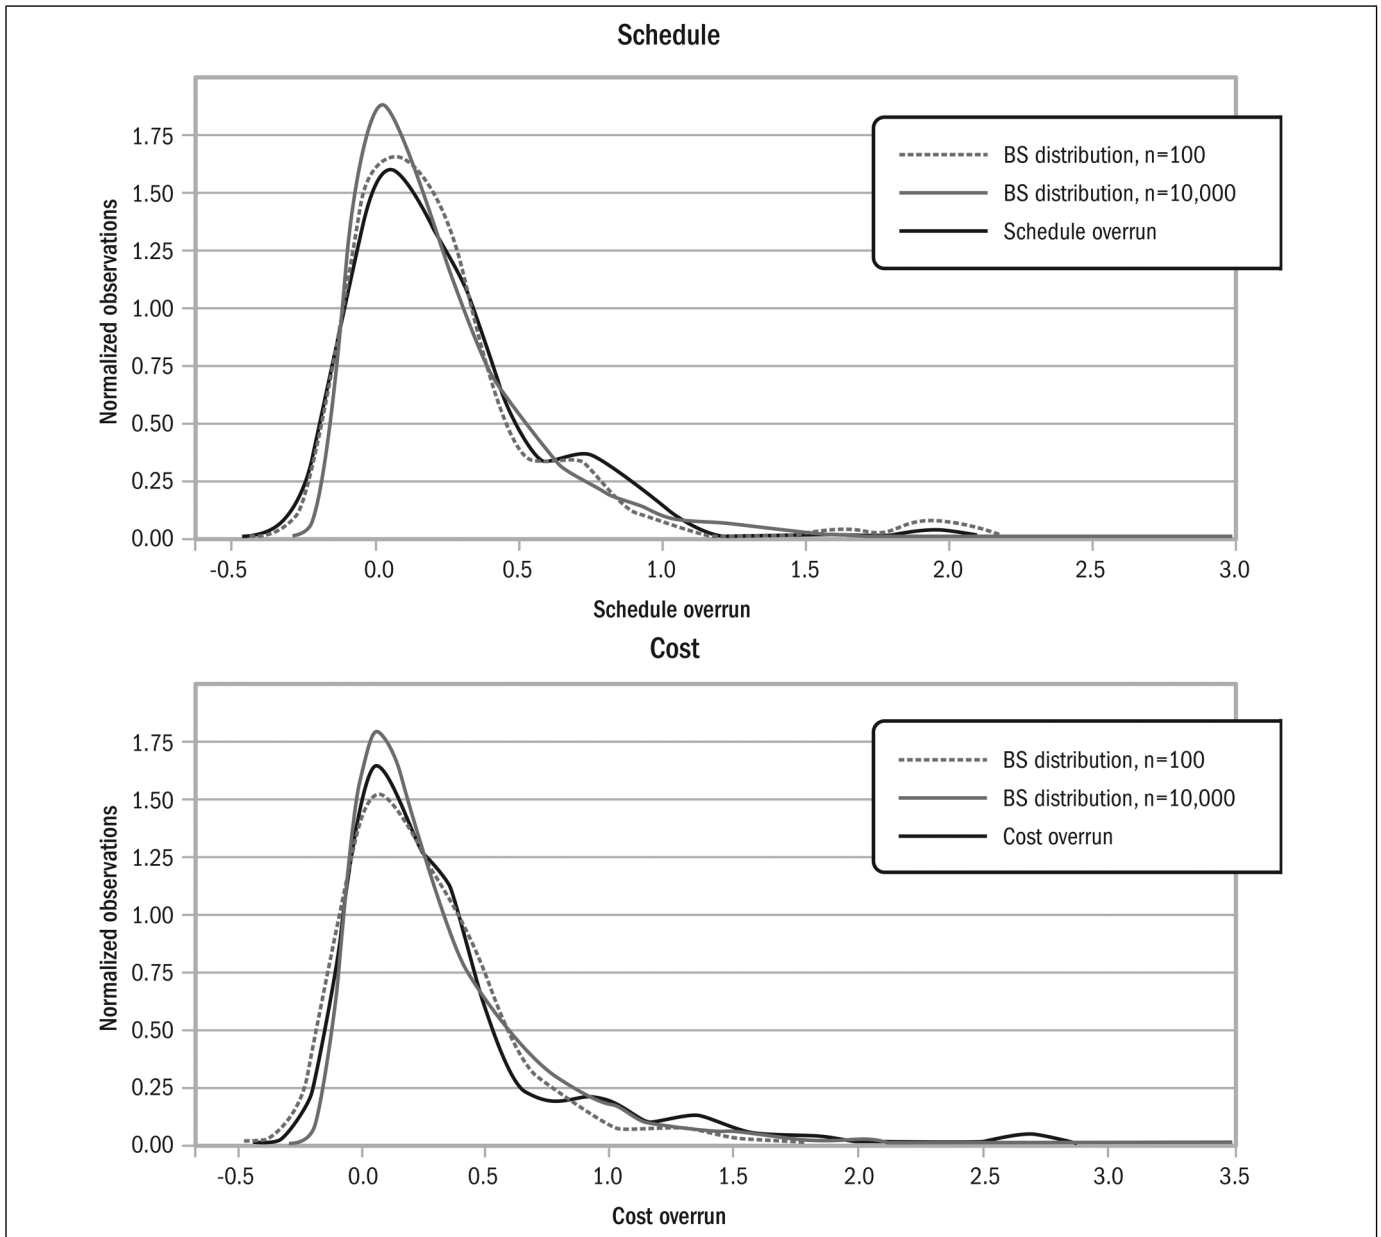 Schedule
Normalized observations
1.75
1.50
1.25
1.00
0.75
0.50
0.25
0.00
BS distribution, n=100
BS distribution, n=10,000
Schedule overrun
-0.5 0.0 0.5 1.0 1.5 2.0 2.5 3.0
Schedule overrun
Cost
Normalized observations
1.75
1.50
1.25
1.00
0.75
0.50
0.25
0.00
BS distribution, n=100
BS distribution, n=10,000
Cost overrun
-0.5 0.0 0.5 1.0 1.5 2.0 2.5 3.0 3.5
Cost overrun